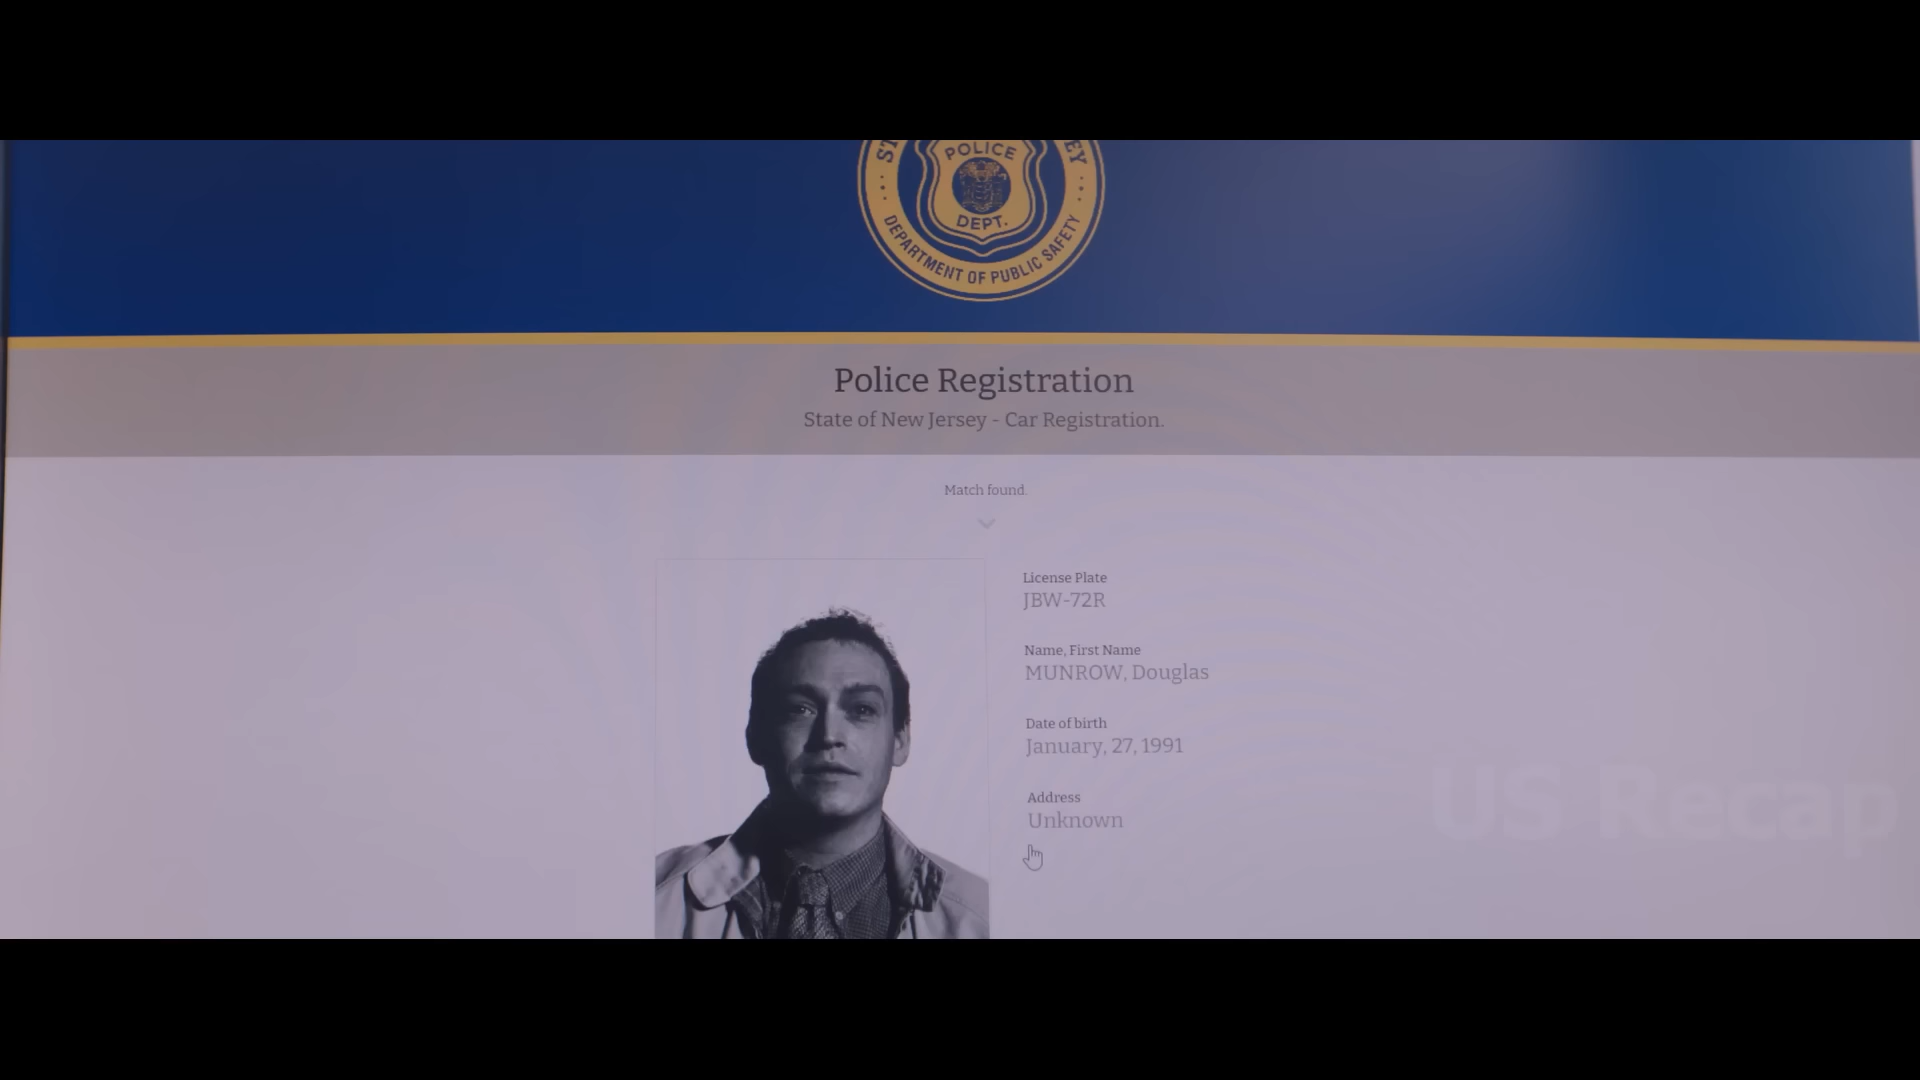 POLICE
DEPT.
DEPARTMENT OF PUBLIC SAFETY
Police Registration
State of New Jersey - Car Registration.
Match found.
License Plate
JBW-72R
Name, First Name
MUNROW, Douglas
Date of birth
January, 27, 1991
Address
Unknown
US Recap